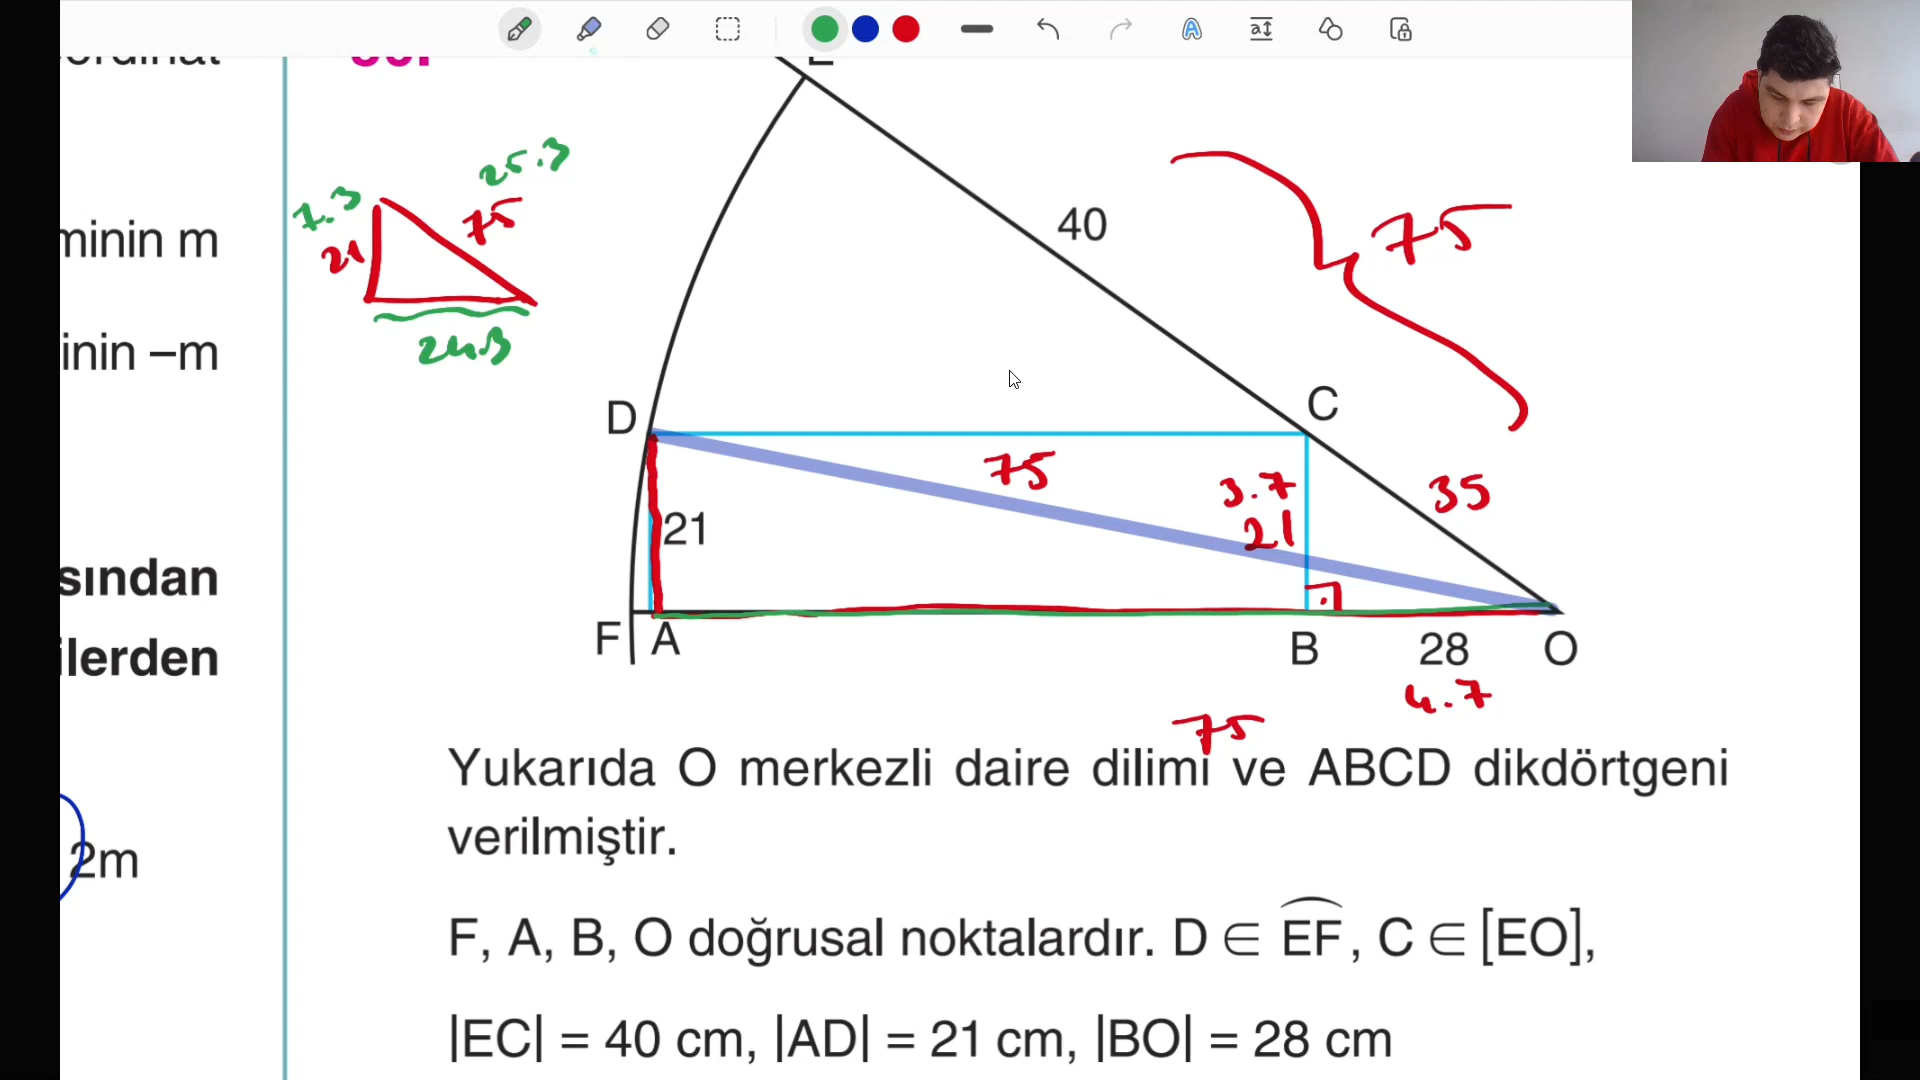 minin m
inin –m
sından
ilerden
2m
25.3
7.3
75
21
24.3
E
40
75
D
C
75
3.7
21
35
21
F A B 28 O
4.7
75
Yukarıda O merkezli daire dilimi ve ABCD dikdörtgeni
verilmiştir.
F, A, B, O doğrusal noktalardır. D ∈ EF, C ∈ [EO],
|EC| = 40 cm, |AD| = 21 cm, |BO| = 28 cm